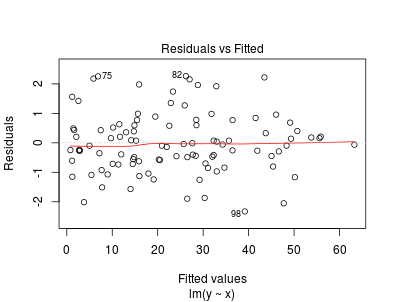 Residuals vs Fitted
Residuals
2
1
0
-1
-2
75
82
98
0 10 20 30 40 50 60
Fitted values
lm(y ~ x)